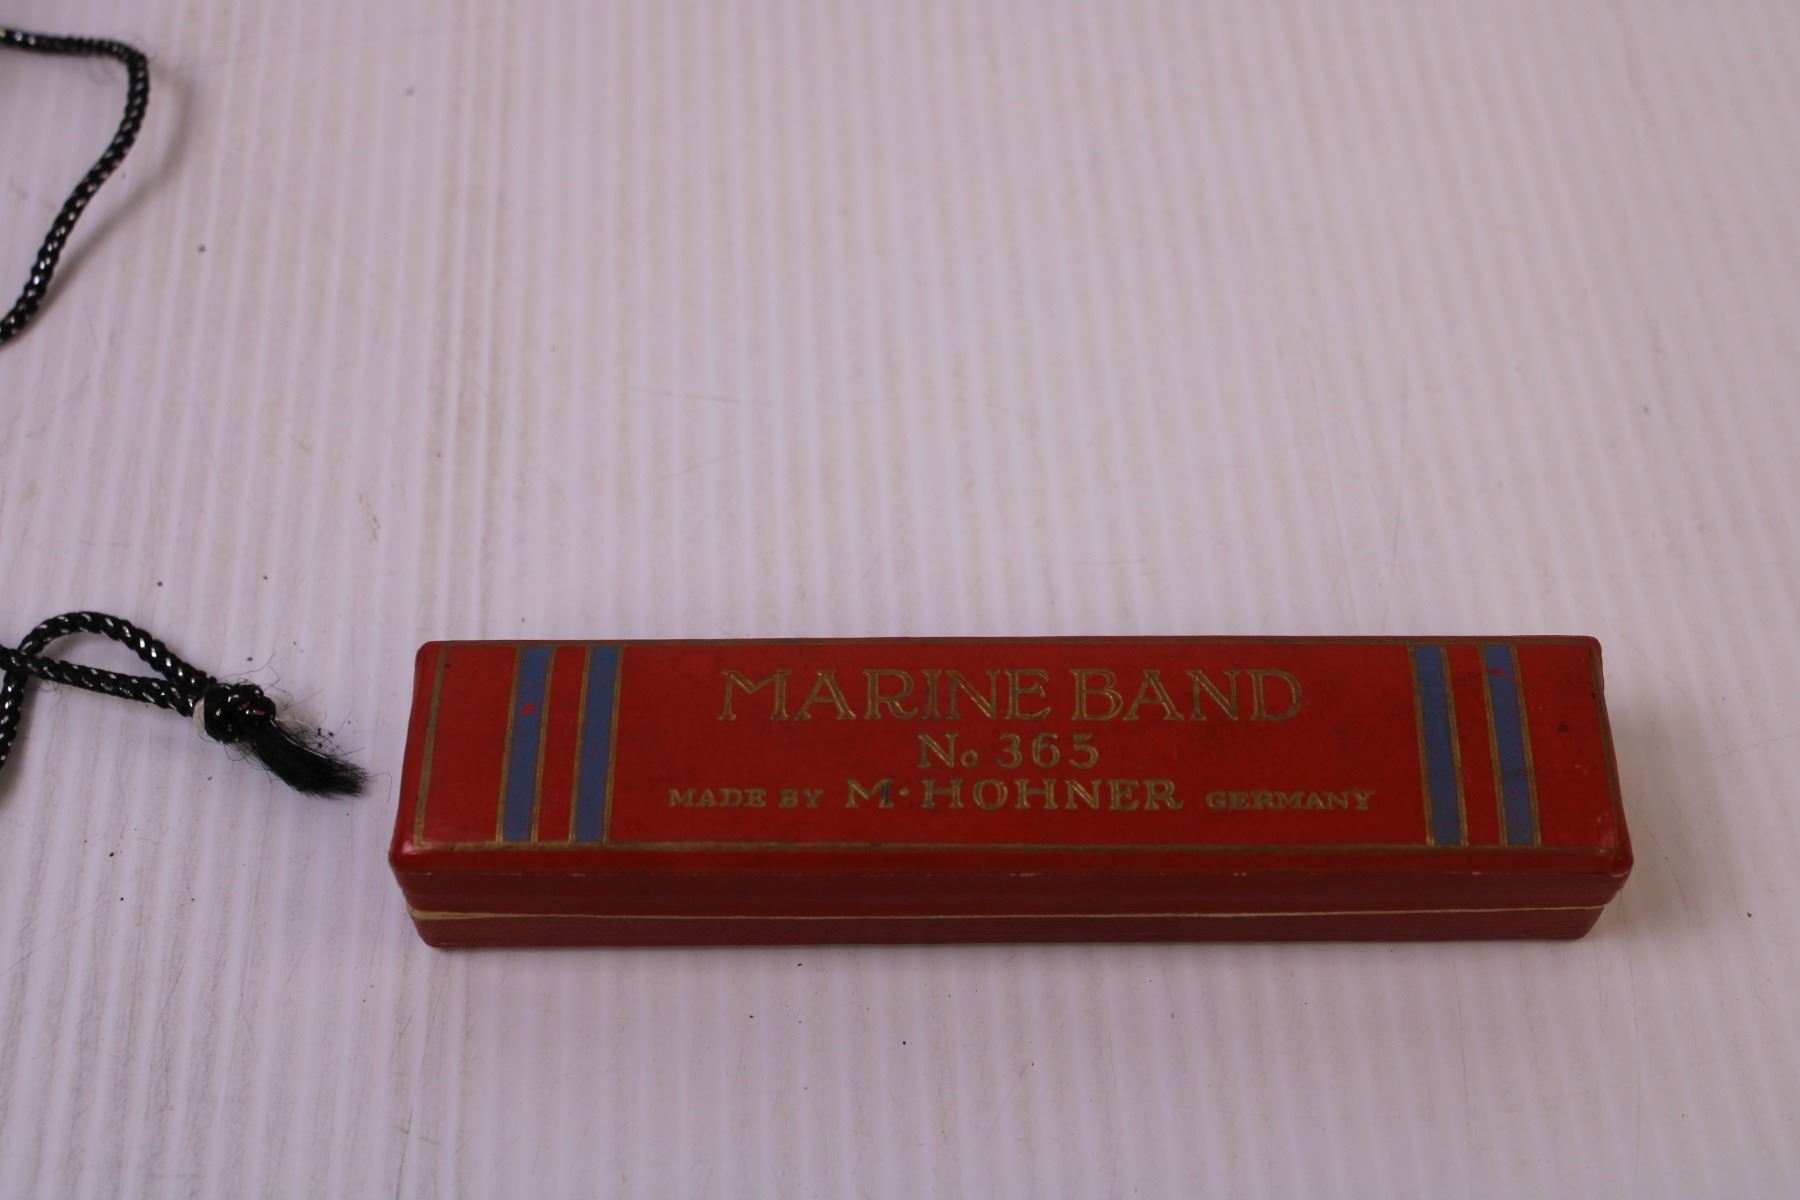 MARINE BAND
No 365
MADE BY M·HOHNER GERMANY